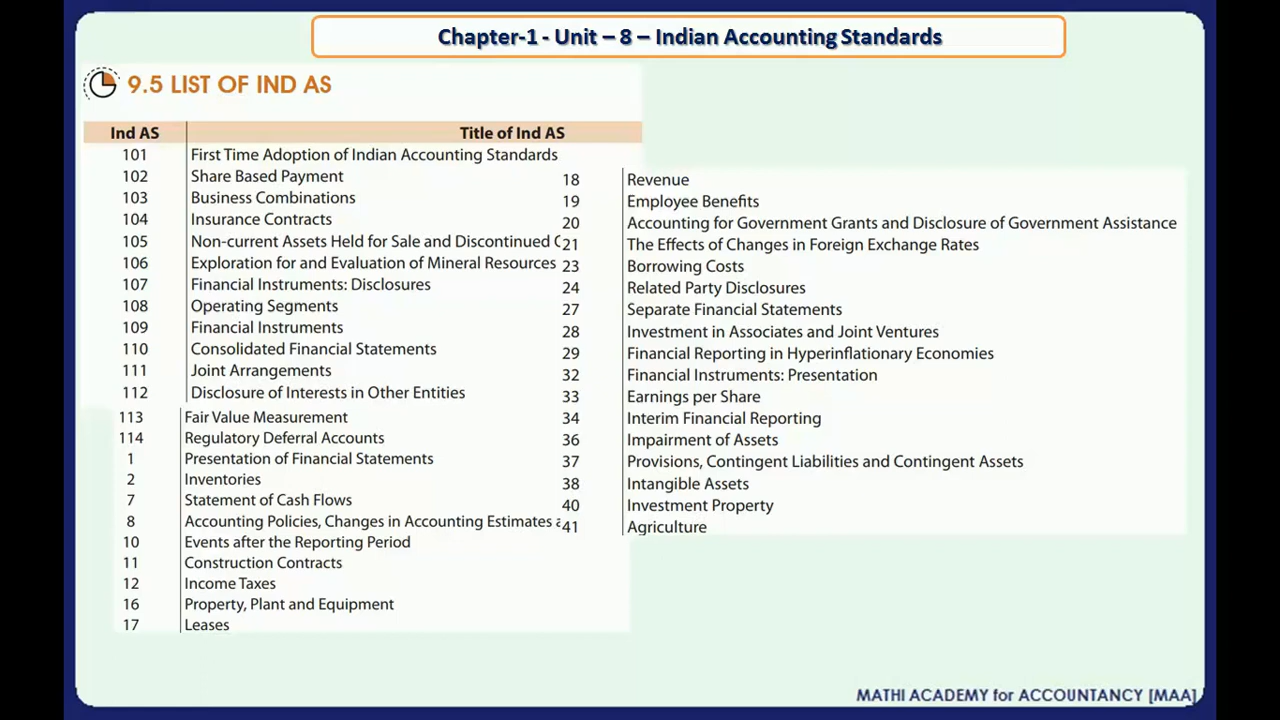 Chapter-1 - Unit – 8 – Indian Accounting Standards
9.5 LIST OF IND AS
Ind AS Title of Ind AS
101 First Time Adoption of Indian Accounting Standards
102 Share Based Payment
103 Business Combinations
104 Insurance Contracts
105 Non-current Assets Held for Sale and Discontinued
106 Exploration for and Evaluation of Mineral Resources
107 Financial Instruments: Disclosures
108 Operating Segments
109 Financial Instruments
110 Consolidated Financial Statements
111 Joint Arrangements
112 Disclosure of Interests in Other Entities
113 Fair Value Measurement
114 Regulatory Deferral Accounts
1 Presentation of Financial Statements
2 Inventories
7 Statement of Cash Flows
8 Accounting Policies, Changes in Accounting Estimates
10 Events after the Reporting Period
11 Construction Contracts
12 Income Taxes
16 Property, Plant and Equipment
17 Leases
18 Revenue
19 Employee Benefits
20 Accounting for Government Grants and Disclosure of Government Assistance
21 The Effects of Changes in Foreign Exchange Rates
23 Borrowing Costs
24 Related Party Disclosures
27 Separate Financial Statements
28 Investment in Associates and Joint Ventures
29 Financial Reporting in Hyperinflationary Economies
32 Financial Instruments: Presentation
33 Earnings per Share
34 Interim Financial Reporting
36 Impairment of Assets
37 Provisions, Contingent Liabilities and Contingent Assets
38 Intangible Assets
40 Investment Property
41 Agriculture
MATHI ACADEMY for ACCOUNTANCY [MAA]